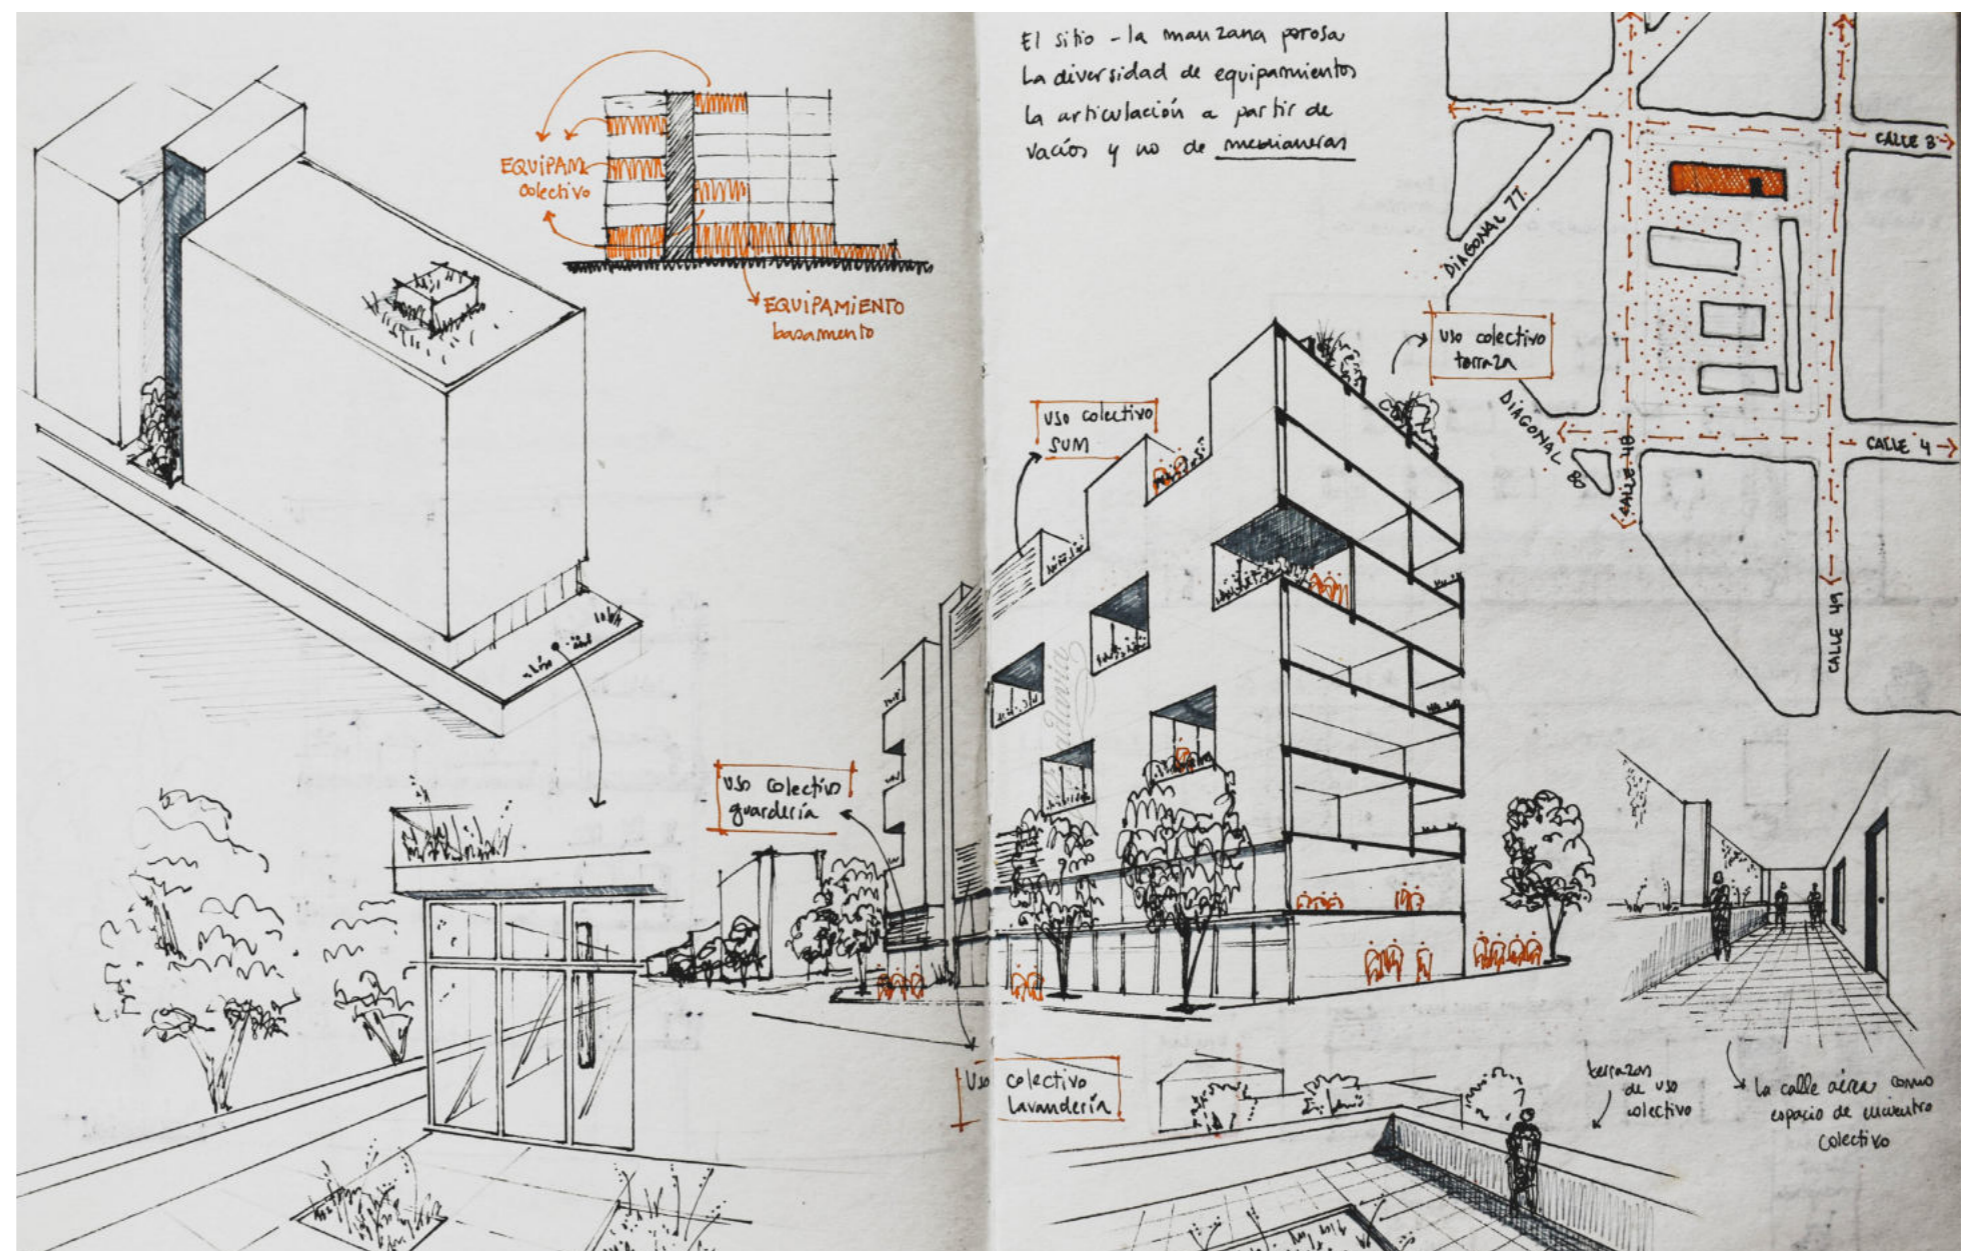 El sitio - la manzana porosa
La diversidad de equipamientos
la articulación a partir de
vacíos y no de medianeras
EQUIPAM.
colectivo
EQUIPAMIENTO
basamento
CALLE 3
DIAGONAL 77.
uso colectivo
terraza
DIAGONAL 80
CALLE 48
CALLE 4
CALLE 49
uso colectivo
SUM
uso colectivo
guardería
Uso colectivo
lavandería
terrazas
de uso
colectivo
La calle aérea como
espacio de encuentro
colectivo